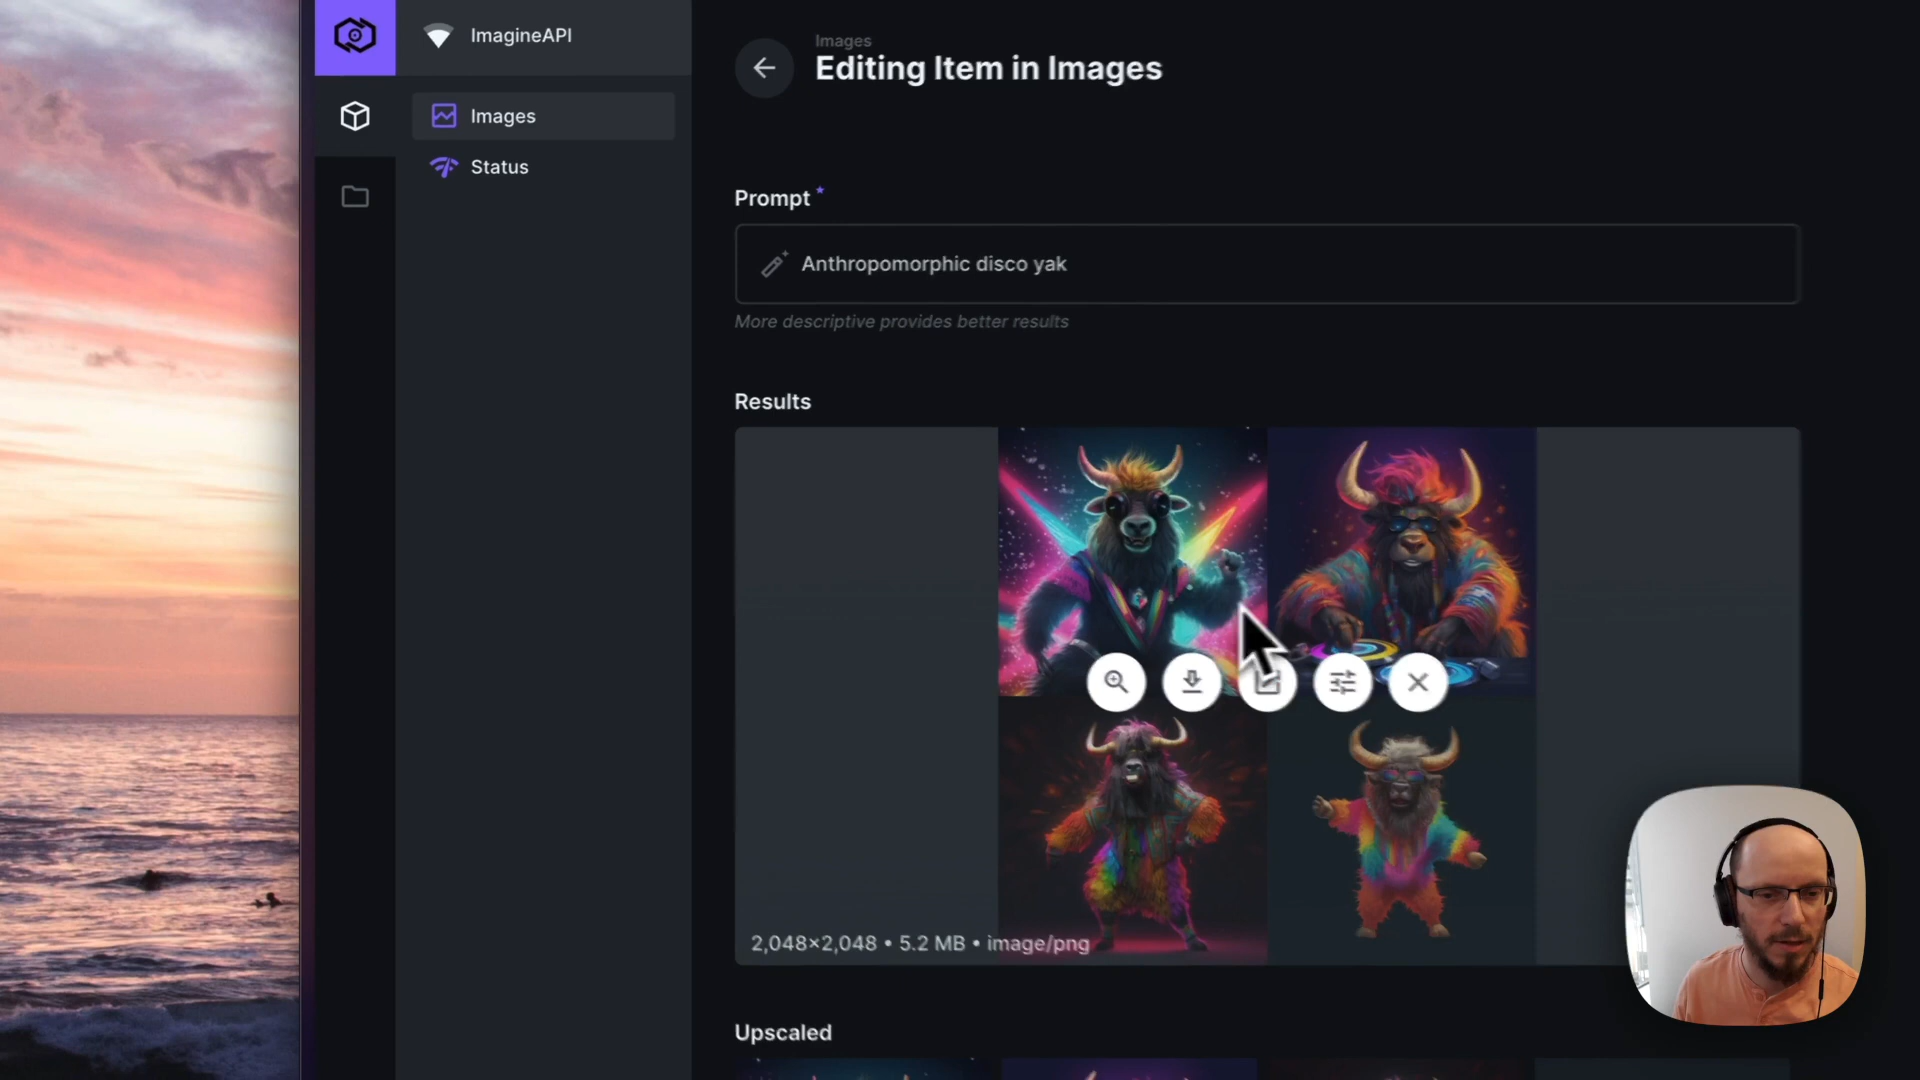 ImagineAPI
Images
Status
Images
Editing Item in Images
Prompt *
Anthropomorphic disco yak
More descriptive provides better results
Results
2,048×2,048 • 5.2 MB • image/png
Upscaled